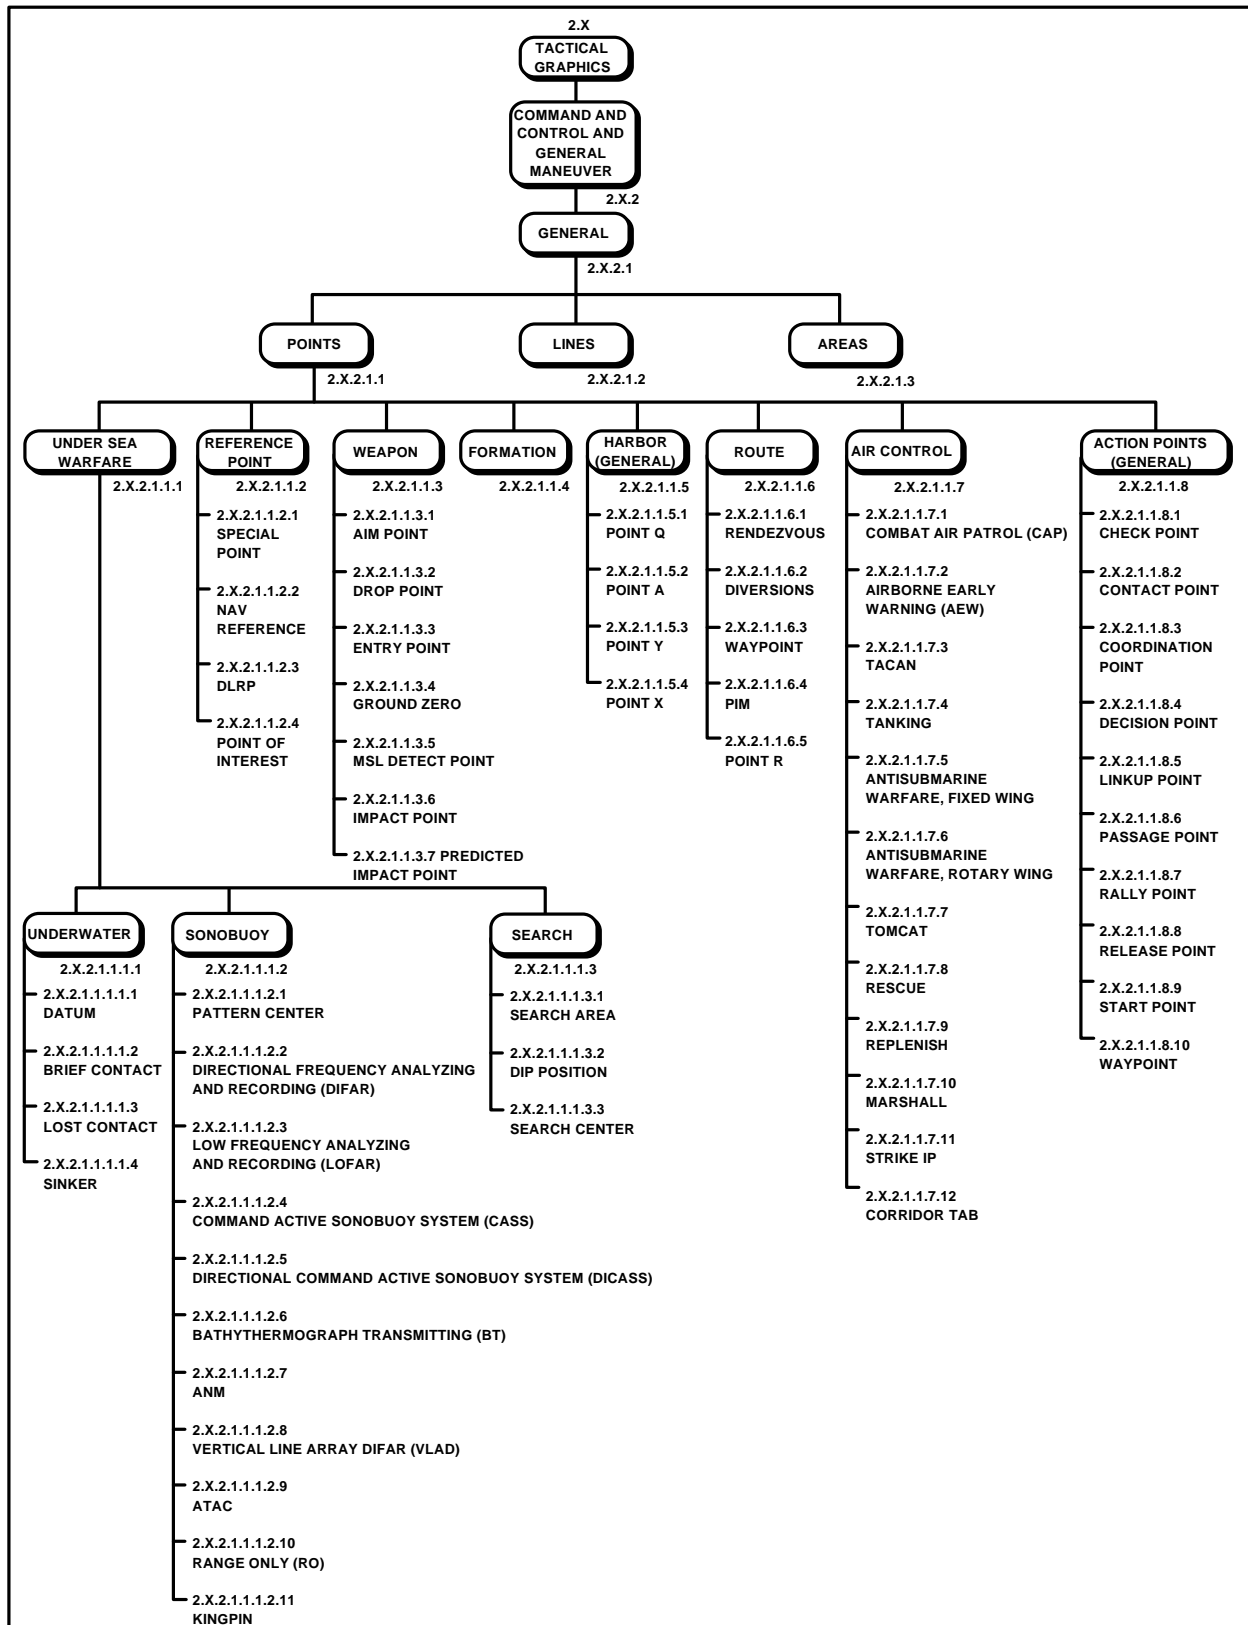 2.X
TACTICAL
GRAPHICS
COMMAND AND
CONTROL AND
GENERAL
MANEUVER
2.X.2
GENERAL
2.X.2.1
POINTS
2.X.2.1.1
LINES
2.X.2.1.2
AREAS
2.X.2.1.3
UNDER SEA
WARFARE
2.X.2.1.1.1
REFERENCE
POINT
2.X.2.1.1.2
2.X.2.1.1.2.1
SPECIAL
POINT
2.X.2.1.1.2.2
NAV
REFERENCE
2.X.2.1.1.2.3
DLRP
2.X.2.1.1.2.4
POINT OF
INTEREST
WEAPON
2.X.2.1.1.3
2.X.2.1.1.3.1
AIM POINT
2.X.2.1.1.3.2
DROP POINT
2.X.2.1.1.3.3
ENTRY POINT
2.X.2.1.1.3.4
GROUND ZERO
2.X.2.1.1.3.5
MSL DETECT POINT
2.X.2.1.1.3.6
IMPACT POINT
2.X.2.1.1.3.7 PREDICTED
IMPACT POINT
FORMATION
2.X.2.1.1.4
HARBOR
(GENERAL)
2.X.2.1.1.5
2.X.2.1.1.5.1
POINT Q
2.X.2.1.1.5.2
POINT A
2.X.2.1.1.5.3
POINT Y
2.X.2.1.1.5.4
POINT X
ROUTE
2.X.2.1.1.6
2.X.2.1.1.6.1
RENDEZVOUS
2.X.2.1.1.6.2
DIVERSIONS
2.X.2.1.1.6.3
WAYPOINT
2.X.2.1.1.6.4
PIM
2.X.2.1.1.6.5
POINT R
AIR CONTROL
2.X.2.1.1.7
2.X.2.1.1.7.1
COMBAT AIR PATROL (CAP)
2.X.2.1.1.7.2
AIRBORNE EARLY
WARNING (AEW)
2.X.2.1.1.7.3
TACAN
2.X.2.1.1.7.4
TANKING
2.X.2.1.1.7.5
ANTISUBMARINE
WARFARE, FIXED WING
2.X.2.1.1.7.6
ANTISUBMARINE
WARFARE, ROTARY WING
2.X.2.1.1.7.7
TOMCAT
2.X.2.1.1.7.8
RESCUE
2.X.2.1.1.7.9
REPLENISH
2.X.2.1.1.7.10
MARSHALL
2.X.2.1.1.7.11
STRIKE IP
2.X.2.1.1.7.12
CORRIDOR TAB
ACTION POINTS
(GENERAL)
2.X.2.1.1.8
2.X.2.1.1.8.1
CHECK POINT
2.X.2.1.1.8.2
CONTACT POINT
2.X.2.1.1.8.3
COORDINATION
POINT
2.X.2.1.1.8.4
DECISION POINT
2.X.2.1.1.8.5
LINKUP POINT
2.X.2.1.1.8.6
PASSAGE POINT
2.X.2.1.1.8.7
RALLY POINT
2.X.2.1.1.8.8
RELEASE POINT
2.X.2.1.1.8.9
START POINT
2.X.2.1.1.8.10
WAYPOINT
UNDERWATER
2.X.2.1.1.1.1
2.X.2.1.1.1.1.1
DATUM
2.X.2.1.1.1.1.2
BRIEF CONTACT
2.X.2.1.1.1.1.3
LOST CONTACT
2.X.2.1.1.1.1.4
SINKER
SONOBUOY
2.X.2.1.1.1.2
2.X.2.1.1.1.2.1
PATTERN CENTER
2.X.2.1.1.1.2.2
DIRECTIONAL FREQUENCY ANALYZING
AND RECORDING (DIFAR)
2.X.2.1.1.1.2.3
LOW FREQUENCY ANALYZING
AND RECORDING (LOFAR)
2.X.2.1.1.1.2.4
COMMAND ACTIVE SONOBUOY SYSTEM (CASS)
2.X.2.1.1.1.2.5
DIRECTIONAL COMMAND ACTIVE SONOBUOY SYSTEM (DICASS)
2.X.2.1.1.1.2.6
BATHYTHERMOGRAPH TRANSMITTING (BT)
2.X.2.1.1.1.2.7
ANM
2.X.2.1.1.1.2.8
VERTICAL LINE ARRAY DIFAR (VLAD)
2.X.2.1.1.1.2.9
ATAC
2.X.2.1.1.1.2.10
RANGE ONLY (RO)
2.X.2.1.1.1.2.11
KINGPIN
SEARCH
2.X.2.1.1.1.3
2.X.2.1.1.1.3.1
SEARCH AREA
2.X.2.1.1.1.3.2
DIP POSITION
2.X.2.1.1.1.3.3
SEARCH CENTER